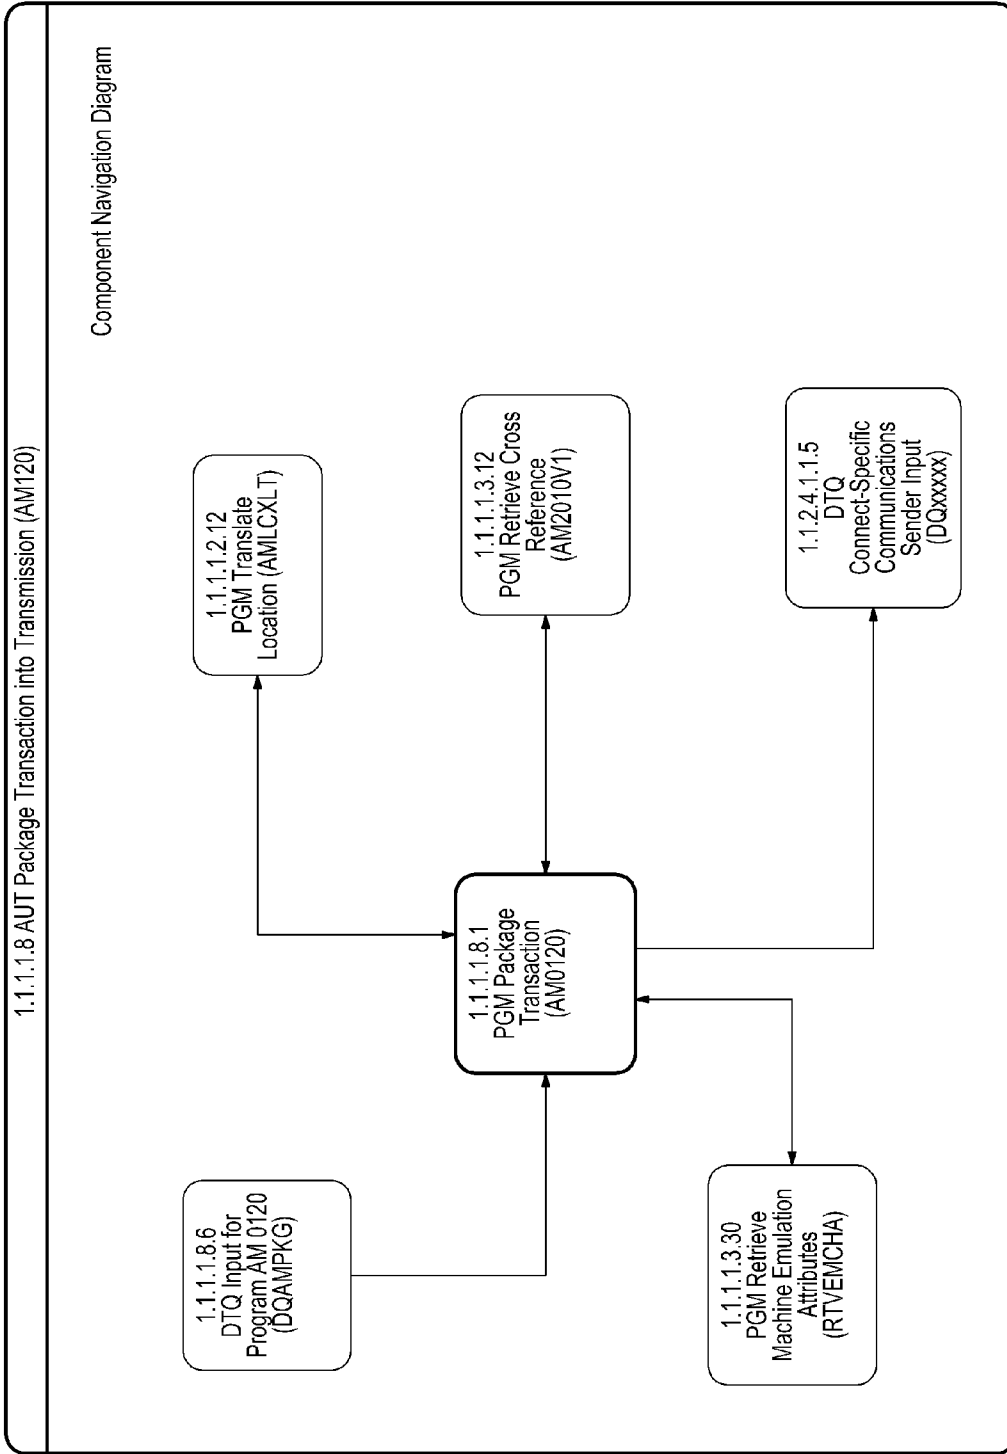 1.1.1.1.8 AUT Package Transaction into Transmission (AM120)
Component Navigation Diagram
1.1.1.1.8.6
DTQ Input for
Program AM 0120
(DQAMPKG)
1.1.1.1.2.12
PGM Translate
Location (AMLCXLT)
1.1.1.1.8.1
PGM Package
Transaction
(AM0120)
1.1.1.1.3.12
PGM Retrieve Cross
Reference
(AM2010V1)
1.1.1.1.3.30
PGM Retrieve
Machine Emulation
Attributes
(RTVEMCHA)
1.1.2.4.1.1.5
DTQ
Connect-Specific
Communications
Sender Input
(DQxxxxx)